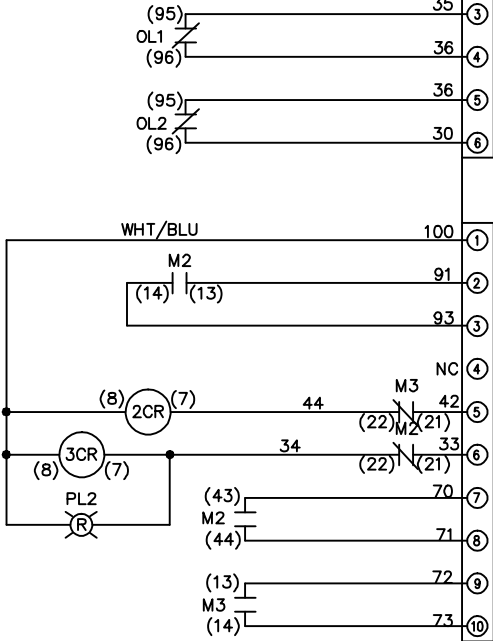 (95) 35 3
OL1
(96) 36 4
(95) 36 5
OL2
(96) 30 6
WHT/BLU 100 1
M2 91 2
(14) (13)
93 3
NC 4
M3
(8) 2CR (7) 44 42 5
(22) (21)
M2
3CR 34 33 6
(8) (7) (22) (21)
PL2
R
(43) 70 7
M2
(44) 71 8
(13) 72 9
M3
(14) 73 10